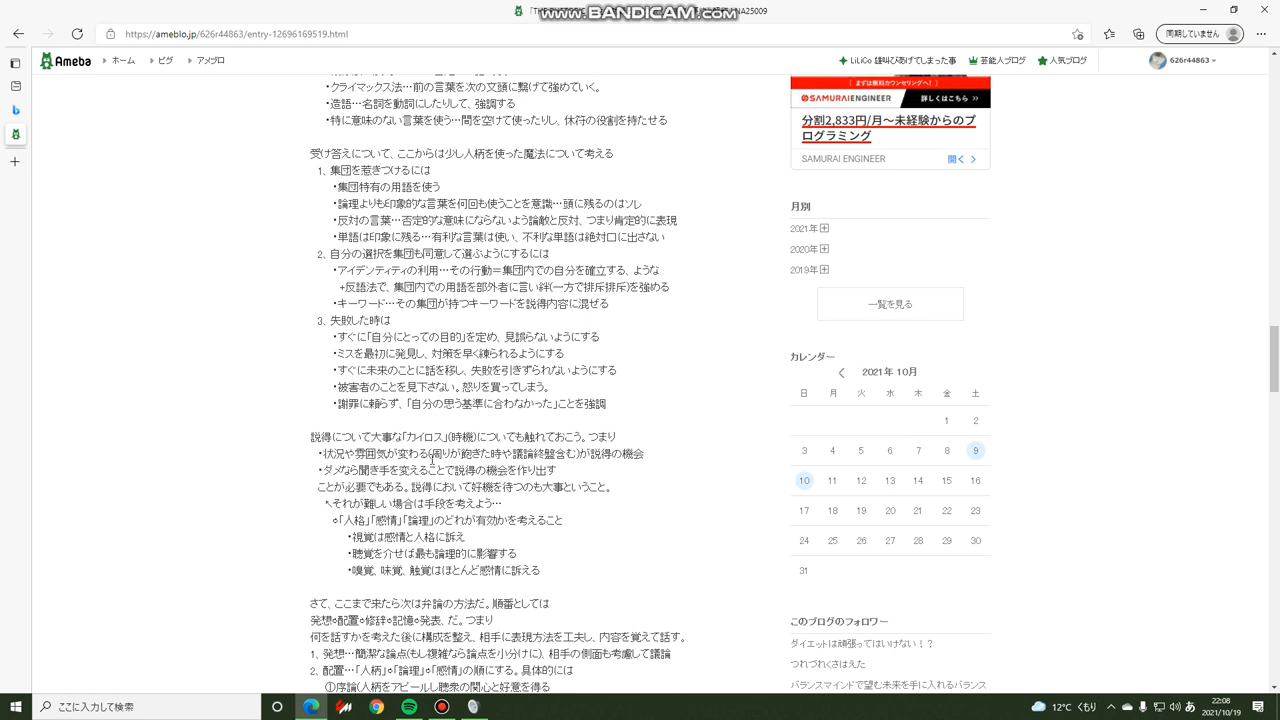 www.BANDICAM.com
NA25009
https://ameblo.jp/626r44863/entry-12696169519.html
同期していません
Ameba
ホーム
ピグ
アメブロ
LiLiCo 雄叫びあげてしまった事
芸能人ブログ
人気ブログ
626r44863
・クライマックス法…前の言葉を次の文頭に繋げて強めていく。
・造語…名詞を動詞にしたりして、強調する
・特に意味のない言葉を使う…間を空けて使ったりし、休符の役割を持たせる
受け答えについて、ここからは少し人柄を使った魔法について考える
1、集団を惹きつけるには
・集団特有の用語を使う
・論理よりも印象的な言葉を何回も使うことを意識…頭に残るのはソレ
・反対の言葉…否定的な意味にならないよう論敵と反対、つまり肯定的に表現
・単語は印象に残る…有利な言葉は使い、不利な単語は絶対口に出さない
2、自分の選択を集団も同意して選ぶようにするには
・アイデンティティの利用…その行動＝集団内での自分を確立する、ような
+反語法で、集団内での用語を部外者に言い絆(一方で排斥排斥)を強める
・キーワード…その集団が持つキーワードを説得内容に混ぜる
3、失敗した時は
・すぐに「自分にとっての目的」を定め、見誤らないようにする
・ミスを最初に発見し、対策を早く練られるようにする
・すぐに未来のことに話を移し、失敗を引きずられないようにする
・被害者のことを見下さない。怒りを買ってしまう。
・謝罪に頼らず、「自分の思う基準に合わなかった」ことを強調
説得について大事な「カイロス」(時機)についても触れておこう。つまり
・状況や雰囲気が変わる(周りが飽きた時や議論終盤含む)が説得の機会
・ダメなら聞き手を変えることで説得の機会を作り出す
ことが必要でもある。説得において好機を待つのも大事ということ。
↖それが難しい場合は手段を考えよう…
⇨「人格」「感情」「論理」のどれが有効かを考えること
・視覚は感情と人格に訴え
・聴覚を介せば最も論理的に影響する
・嗅覚、味覚、触覚はほとんど感情に訴える
さて、ここまで来たら次は弁論の方法だ。順番としては
発想⇨配置⇨修辞⇨記憶⇨発表、だ。つまり
何を話すかを考えた後に構成を整え、相手に表現方法を工夫し、内容を覚えて話す。
1、発想…簡潔な論点(もし複雑なら論点を小分けに)、相手の側面も考慮して議論
2、配置…「人柄」⇨「論理」⇨「感情」の順にする。具体的には
①序論(人柄をアピールし聴衆の関心と好意を得る
まずは無料カウンセリングへ！
SAMURAI ENGINEER
詳しくはこちら
分割2,833円/月～未経験からのプ
ログラミング
SAMURAI ENGINEER
開く
月別
2021年
2020年
2019年
一覧を見る
カレンダー
2021年 10月
日 月 火 水 木 金 土
1 2
3 4 5 6 7 8 9
10 11 12 13 14 15 16
17 18 19 20 21 22 23
24 25 26 27 28 29 30
31
このブログのフォロワー
ダイエットは頑張ってはいけない！？
つれづれくさはえた
バランスマインドで望む未来を手に入れるバランス
ここに入力して検索
12°C くもり
22:08
2021/10/19